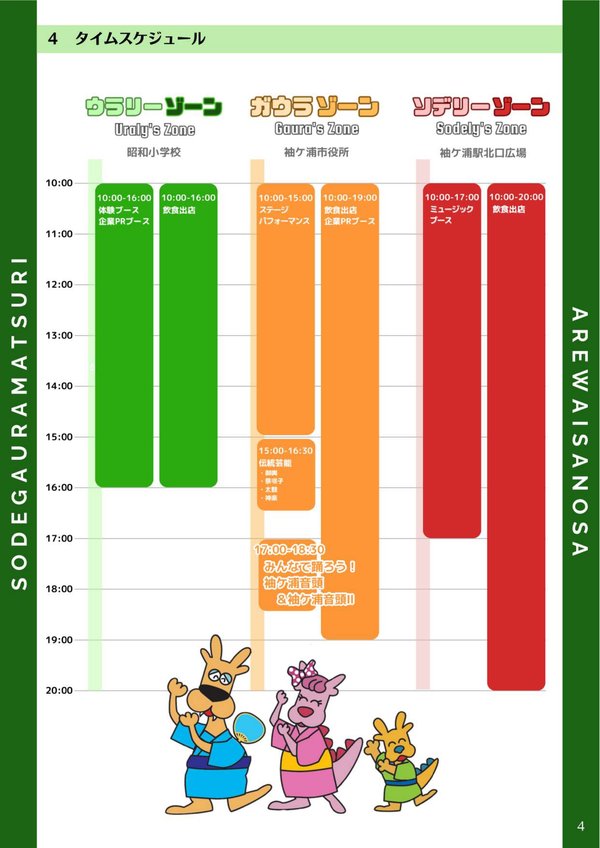 4 タイムスケジュール
ウラリーゾーン
Uraly's Zone
昭和小学校
ガウラゾーン
Gaura's Zone
袖ケ浦市役所
ソデリーゾーン
Sodely's Zone
袖ケ浦駅北口広場
10:00
11:00
12:00
13:00
14:00
15:00
16:00
17:00
18:00
19:00
20:00
10:00-16:00
体験ブース
企業PRブース
10:00-16:00
飲食出店
10:00-15:00
ステージ
パフォーマンス
15:00-16:30
伝統芸能
・御輿
・祭囃子
・太鼓
・神楽
17:00-18:30
みんなで踊ろう！
袖ケ浦音頭
＆袖ケ浦音頭II
10:00-19:00
飲食出店
企業PRブース
10:00-17:00
ミュージック
ブース
10:00-20:00
飲食出店
SODEGAURAMATSURI
AREWAISANOSA
4